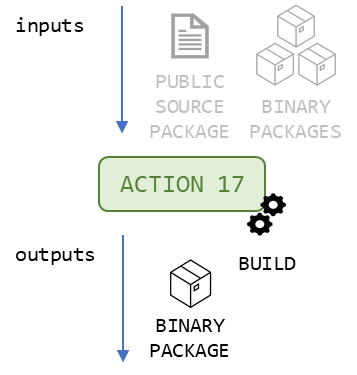 inputs
PUBLIC
SOURCE
PACKAGE
BINARY
PACKAGES
ACTION 17
outputs
BUILD
BINARY
PACKAGE